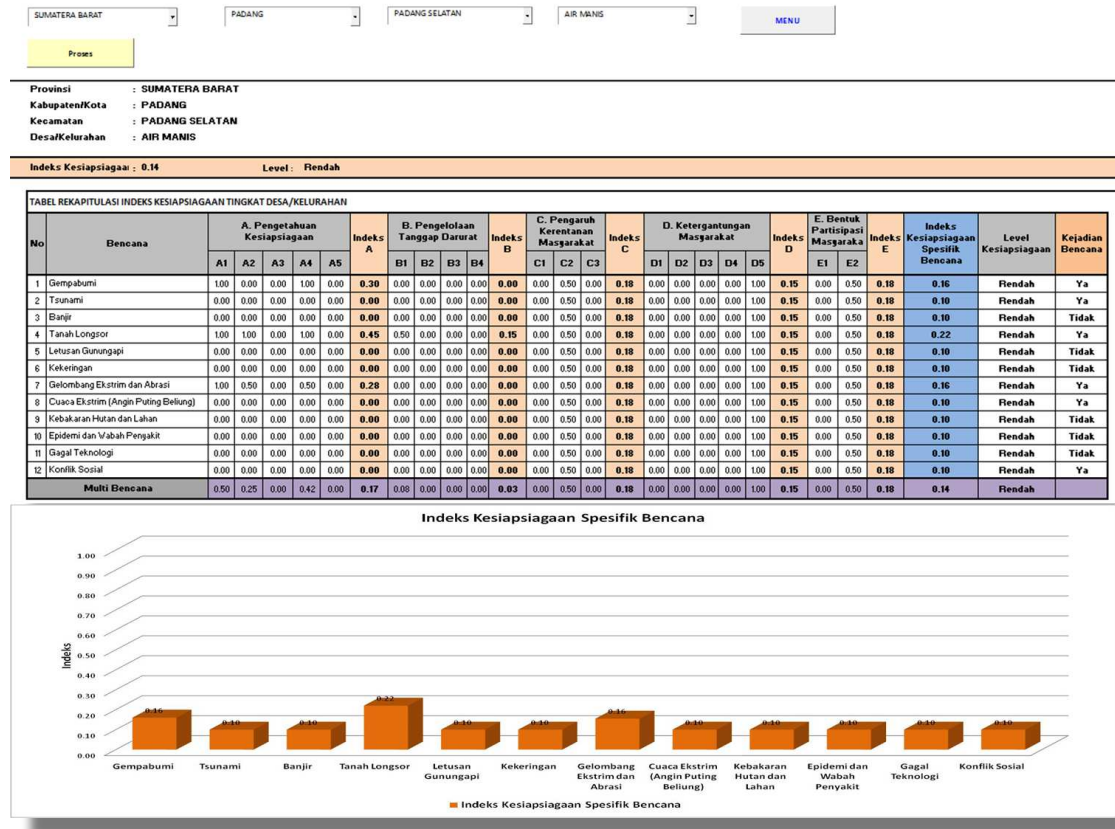 SUMATERA BARAT PADANG PADANG SELATAN AIR MANIS MENU
Proses
Provinsi : SUMATERA BARAT
Kabupaten/Kota : PADANG
Kecamatan : PADANG SELATAN
Desa/Kelurahan : AIR MANIS
Indeks Kesiapsiagaa : 0.14 Level : Rendah
TABEL REKAPITULASI INDEKS KESIAPSIAGAAN TINGKAT DESA/KELURAHAN
No Bencana A. Pengetahuan Kesiapsiagaan Indeks A B. Pengelolaan Tanggap Darurat Indeks B C. Pengaruh Kerentanan Masyarakat Indeks C D. Ketergantungan Masyarakat Indeks D E. Bentuk Partisipasi Masyaraka Indeks E Indeks Kesiapsiagaan Spesifik Bencana Level Kesiapsiagaan Kejadian Bencana
A1 A2 A3 A4 A5 B1 B2 B3 B4 C1 C2 C3 D1 D2 D3 D4 D5 E1 E2
1 Gempabumi 1.00 0.00 0.00 1.00 0.00 0.30 0.00 0.00 0.00 0.00 0.00 0.00 0.50 0.00 0.18 0.00 0.00 0.00 0.00 1.00 0.15 0.00 0.50 0.18 0.16 Rendah Ya
2 Tsunami 0.00 0.00 0.00 0.00 0.00 0.00 0.00 0.00 0.00 0.00 0.00 0.00 0.50 0.00 0.18 0.00 0.00 0.00 0.00 1.00 0.15 0.00 0.50 0.18 0.10 Rendah Ya
3 Banjir 0.00 0.00 0.00 0.00 0.00 0.00 0.00 0.00 0.00 0.00 0.00 0.00 0.50 0.00 0.18 0.00 0.00 0.00 0.00 1.00 0.15 0.00 0.50 0.18 0.10 Rendah Tidak
4 Tanah Longsor 1.00 1.00 0.00 1.00 0.00 0.45 0.50 0.00 0.00 0.00 0.15 0.00 0.50 0.00 0.18 0.00 0.00 0.00 0.00 1.00 0.15 0.00 0.50 0.18 0.22 Rendah Ya
5 Letusan Gunungapi 0.00 0.00 0.00 0.00 0.00 0.00 0.00 0.00 0.00 0.00 0.00 0.00 0.50 0.00 0.18 0.00 0.00 0.00 0.00 1.00 0.15 0.00 0.50 0.18 0.10 Rendah Tidak
6 Kekeringan 0.00 0.00 0.00 0.00 0.00 0.00 0.00 0.00 0.00 0.00 0.00 0.00 0.50 0.00 0.18 0.00 0.00 0.00 0.00 1.00 0.15 0.00 0.50 0.18 0.10 Rendah Tidak
7 Gelombang Ekstrim dan Abrasi 1.00 0.50 0.00 0.50 0.00 0.28 0.00 0.00 0.00 0.00 0.00 0.00 0.50 0.00 0.18 0.00 0.00 0.00 0.00 1.00 0.15 0.00 0.50 0.18 0.16 Rendah Ya
8 Cuaca Ekstrim (Angin Puting Beliung) 0.00 0.00 0.00 0.00 0.00 0.00 0.00 0.00 0.00 0.00 0.00 0.00 0.50 0.00 0.18 0.00 0.00 0.00 0.00 1.00 0.15 0.00 0.50 0.18 0.10 Rendah Ya
9 Kebakaran Hutan dan Lahan 0.00 0.00 0.00 0.00 0.00 0.00 0.00 0.00 0.00 0.00 0.00 0.00 0.50 0.00 0.18 0.00 0.00 0.00 0.00 1.00 0.15 0.00 0.50 0.18 0.10 Rendah Tidak
10 Epidemi dan Wabah Penyakit 0.00 0.00 0.00 0.00 0.00 0.00 0.00 0.00 0.00 0.00 0.00 0.00 0.50 0.00 0.18 0.00 0.00 0.00 0.00 1.00 0.15 0.00 0.50 0.18 0.10 Rendah Tidak
11 Gagal Teknologi 0.00 0.00 0.00 0.00 0.00 0.00 0.00 0.00 0.00 0.00 0.00 0.00 0.50 0.00 0.18 0.00 0.00 0.00 0.00 1.00 0.15 0.00 0.50 0.18 0.10 Rendah Tidak
12 Konflik Sosial 0.00 0.00 0.00 0.00 0.00 0.00 0.00 0.00 0.00 0.00 0.00 0.00 0.50 0.00 0.18 0.00 0.00 0.00 0.00 1.00 0.15 0.00 0.50 0.18 0.10 Rendah Ya
Multi Bencana 0.50 0.25 0.00 0.42 0.00 0.17 0.08 0.00 0.00 0.00 0.03 0.00 0.50 0.00 0.18 0.00 0.00 0.00 0.00 1.00 0.15 0.00 0.50 0.18 0.14 Rendah
Indeks Kesiapsiagaan Spesifik Bencana
Indeks
1.00
0.90
0.80
0.70
0.60
0.50
0.40
0.30
0.20
0.10
0.00
0.16 0.10 0.10 0.22 0.10 0.10 0.16 0.10 0.10 0.10 0.10 0.10
Gempabumi Tsunami Banjir Tanah Longsor Letusan Gunungapi Kekeringan Gelombang Ekstrim dan Abrasi Cuaca Ekstrim (Angin Puting Beliung) Kebakaran Hutan dan Lahan Epidemi dan Wabah Penyakit Gagal Teknologi Konflik Sosial
Indeks Kesiapsiagaan Spesifik Bencana